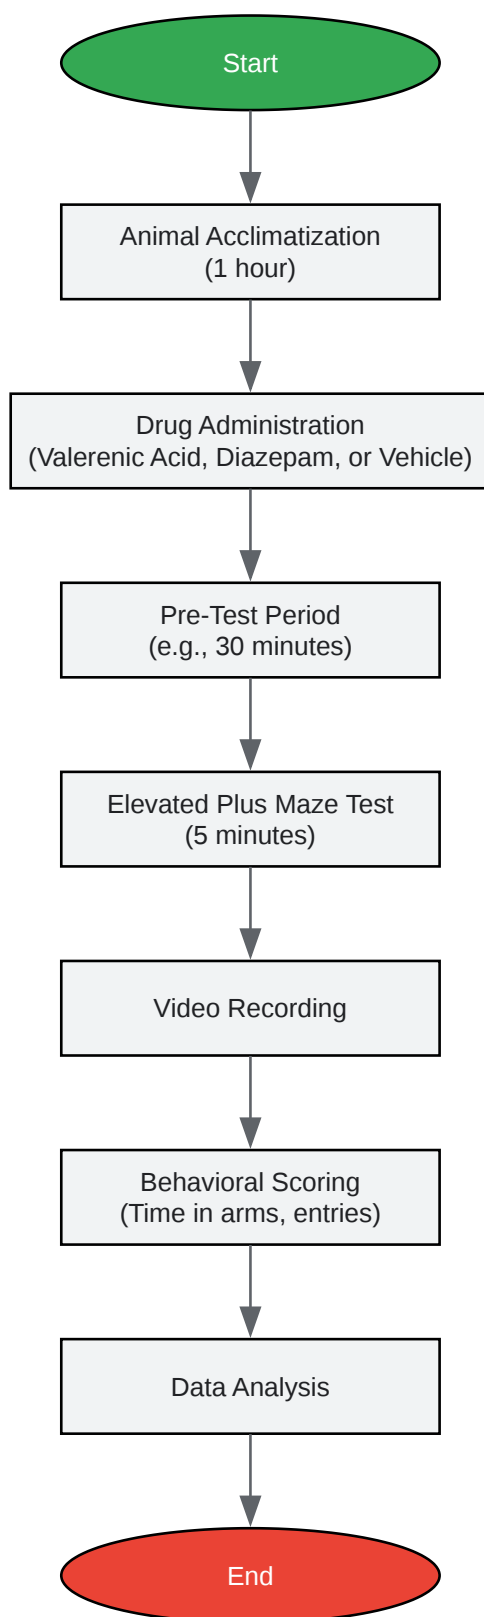 Start
Animal Acclimatization
(1 hour)
Drug Administration
(Valerenic Acid, Diazepam, or Vehicle)
Pre-Test Period
(e.g., 30 minutes)
Elevated Plus Maze Test
(5 minutes)
Video Recording
Behavioral Scoring
(Time in arms, entries)
Data Analysis
End